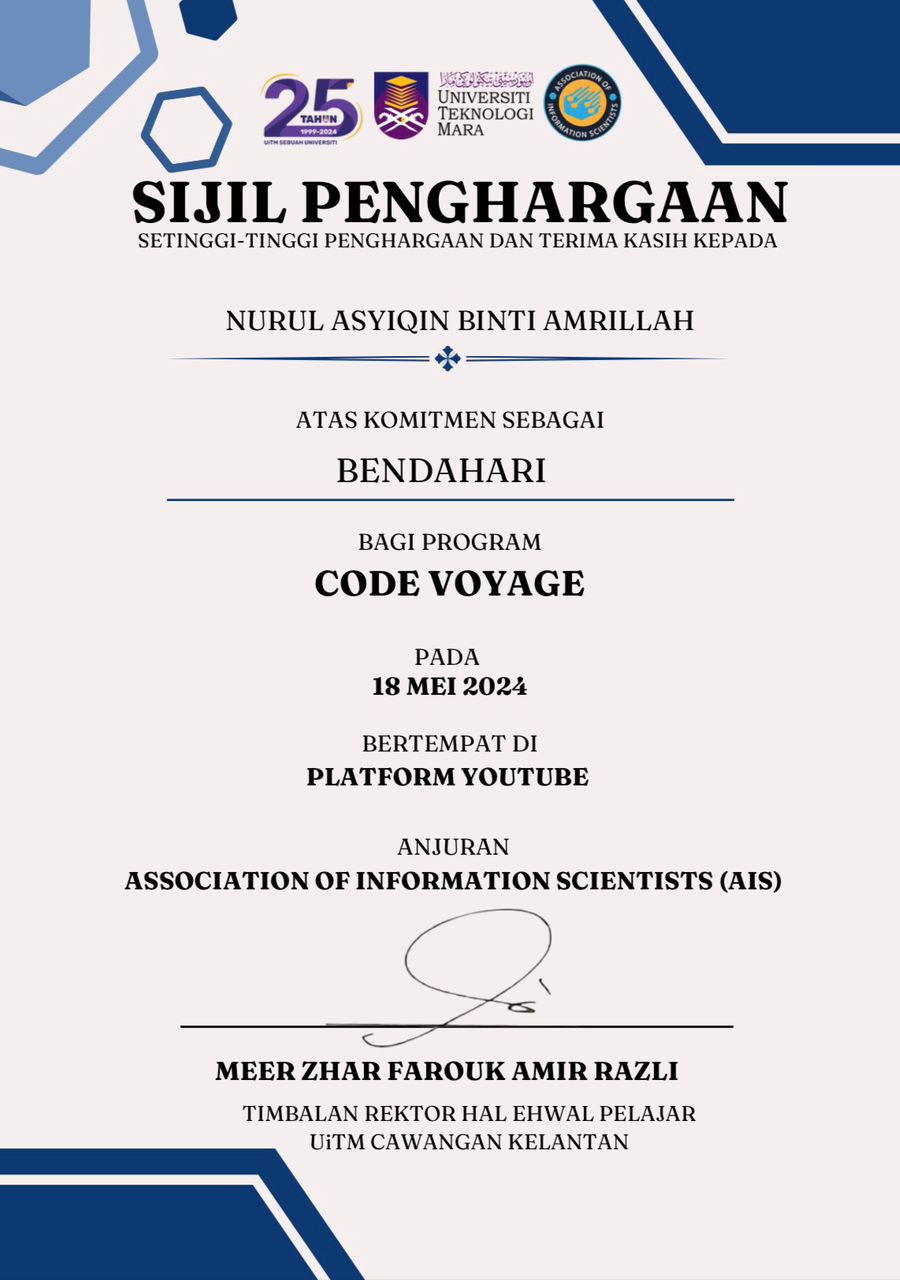 25
TAHUN
1999-2024
UiTM SEBUAH UNIVERSITI
UNIVERSITI
TEKNOLOGI
MARA
ASSOCIATION OF
INFORMATION SCIENTISTS
SIJIL PENGHARGAAN
SETINGGI-TINGGI PENGHARGAAN DAN TERIMA KASIH KEPADA
NURUL ASYIQIN BINTI AMRILLAH
ATAS KOMITMEN SEBAGAI
BENDAHARI
BAGI PROGRAM
CODE VOYAGE
PADA
18 MEI 2024
BERTEMPAT DI
PLATFORM YOUTUBE
ANJURAN
ASSOCIATION OF INFORMATION SCIENTISTS (AIS)
MEER ZHAR FAROUK AMIR RAZLI
TIMBALAN REKTOR HAL EHWAL PELAJAR
UiTM CAWANGAN KELANTAN